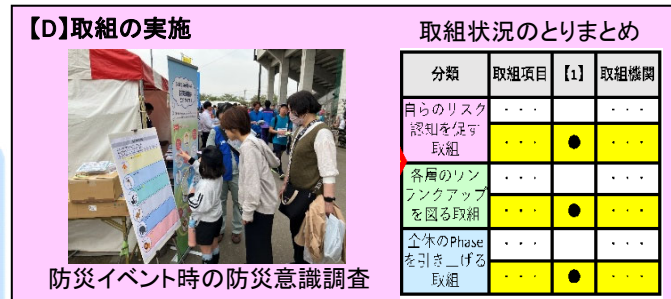 【D】取組の実施
防災イベント時の防災意識調査
取組状況のとりまとめ
分類 取組項目 【1】 取組機関
自らのリスク
認知を促す
取組
・・・ ・・・
・・・ ● ・・・
各層のワン
ランクアップ
を図る取組
・・・ ・・・
・・・ ● ・・・
全体のPhase
を引き上げる
取組
・・・ ・・・
・・・ ● ・・・